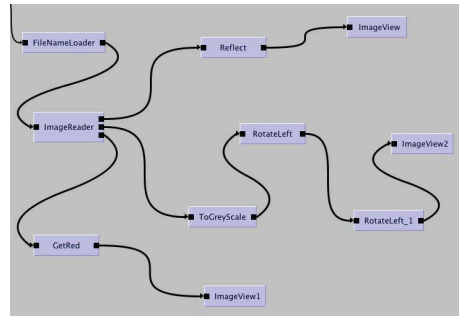 ImageView
FileNameLoader
Reflect
ImageReader
RotateLeft
ImageView2
ToGreyScale
RotateLeft_1
GetRed
ImageView1